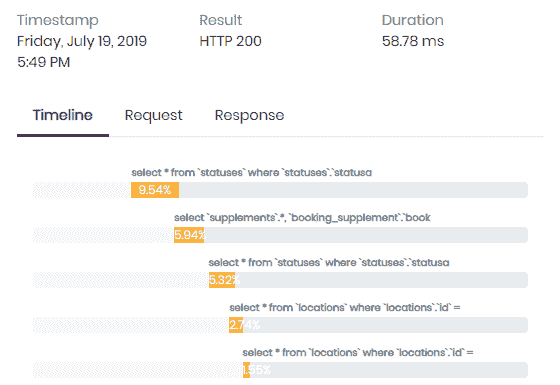 Timestamp Result Duration
Friday, July 19, 2019 HTTP 200 58.78 ms
5:49 PM
Timeline Request Response
select * from `statuses` where `statuses`.`statusa
9.54%
select `supplements`.*, `booking_supplement`.`book
5.94%
select * from `statuses` where `statuses`.`statusa
5.32%
select * from `locations` where `locations`.`id` =
2.74%
select * from `locations` where `locations`.`id` =
1.55%